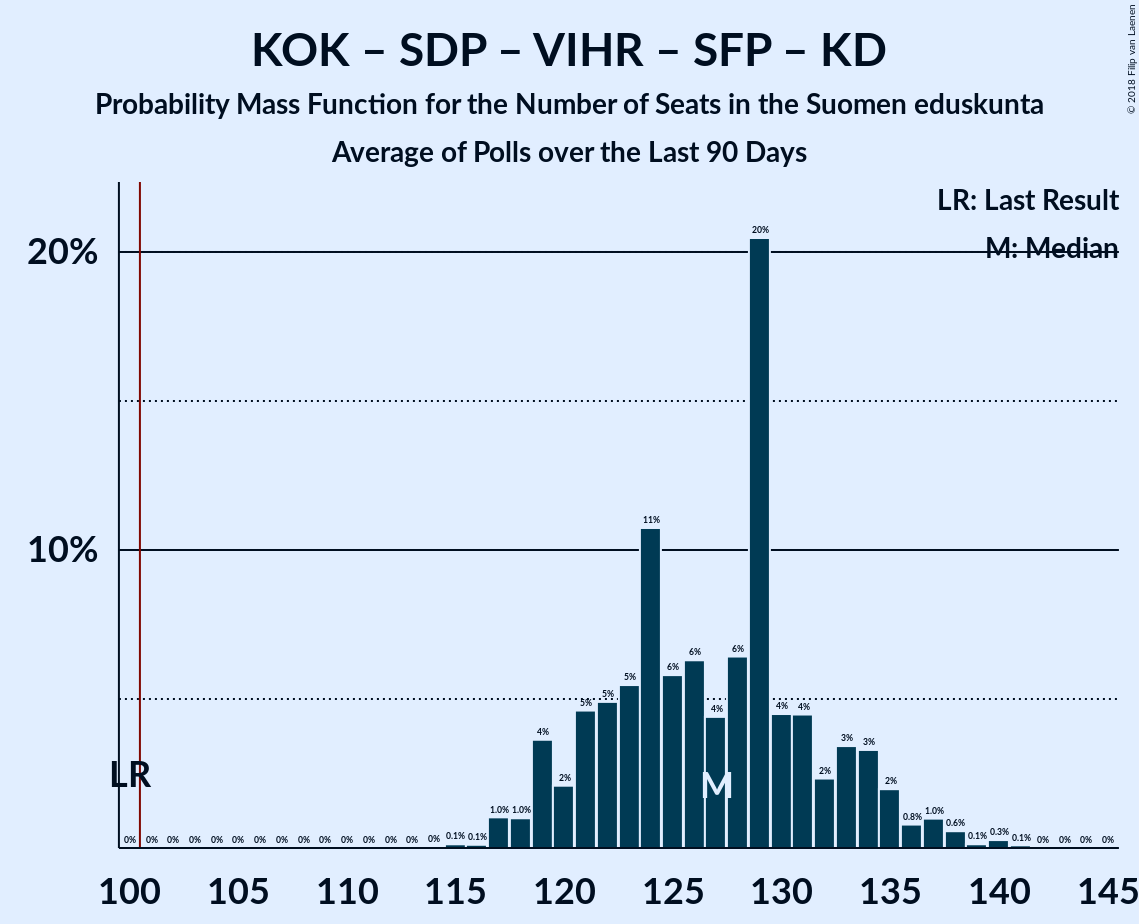 KOK – SDP – VIHR – SFP – KD
Probability Mass Function for the Number of Seats in the Suomen eduskunta
Average of Polls over the Last 90 Days
© 2018 Filip van Laenen
LR: Last Result
M: Median
20%
10%
LR
M
0% 0% 0% 0% 0% 0% 0% 0% 0% 0% 0% 0% 0% 0% 0% 0.1% 0.1% 1.0% 1.0% 4% 2% 5% 5% 5% 11% 6% 6% 4% 6% 20% 4% 4% 2% 3% 3% 2% 0.8% 1.0% 0.6% 0.1% 0.3% 0.1% 0% 0% 0% 0%
100 105 110 115 120 125 130 135 140 145